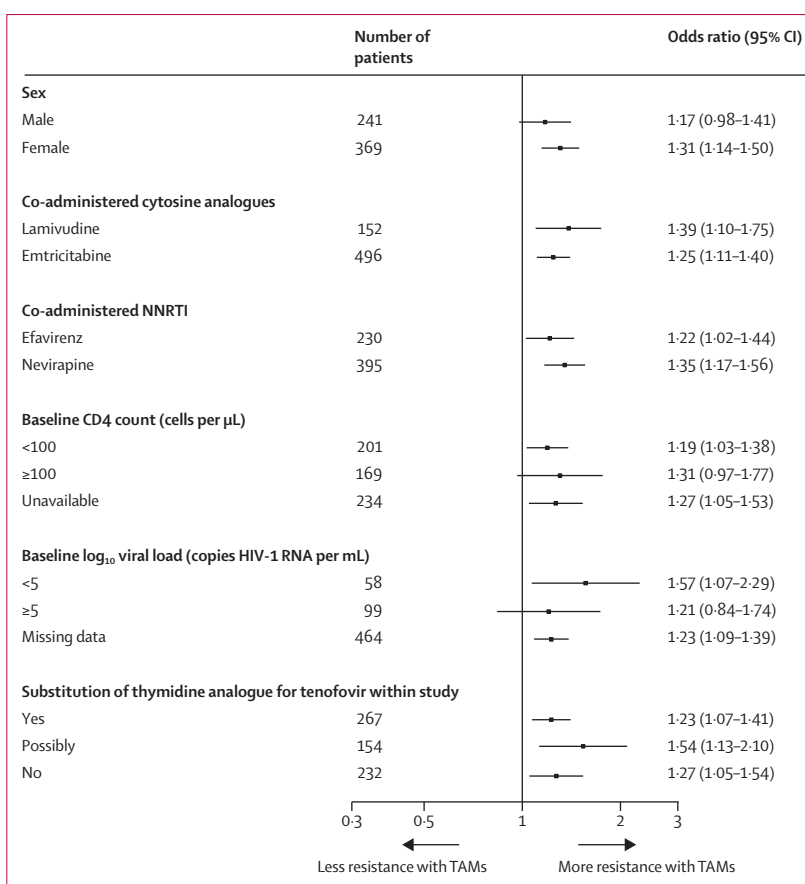 Number of patients Odds ratio (95% CI)
Sex
Male 241 1·17 (0·98–1·41)
Female 369 1·31 (1·14–1·50)
Co-administered cytosine analogues
Lamivudine 152 1·39 (1·10–1·75)
Emtricitabine 496 1·25 (1·11–1·40)
Co-administered NNRTI
Efavirenz 230 1·22 (1·02–1·44)
Nevirapine 395 1·35 (1·17–1·56)
Baseline CD4 count (cells per µL)
<100 201 1·19 (1·03–1·38)
≥100 169 1·31 (0·97–1·77)
Unavailable 234 1·27 (1·05–1·53)
Baseline log₁₀ viral load (copies HIV-1 RNA per mL)
<5 58 1·57 (1·07–2·29)
≥5 99 1·21 (0·84–1·74)
Missing data 464 1·23 (1·09–1·39)
Substitution of thymidine analogue for tenofovir within study
Yes 267 1·23 (1·07–1·41)
Possibly 154 1·54 (1·13–2·10)
No 232 1·27 (1·05–1·54)
0·3 0·5 1 2 3
Less resistance with TAMs More resistance with TAMs